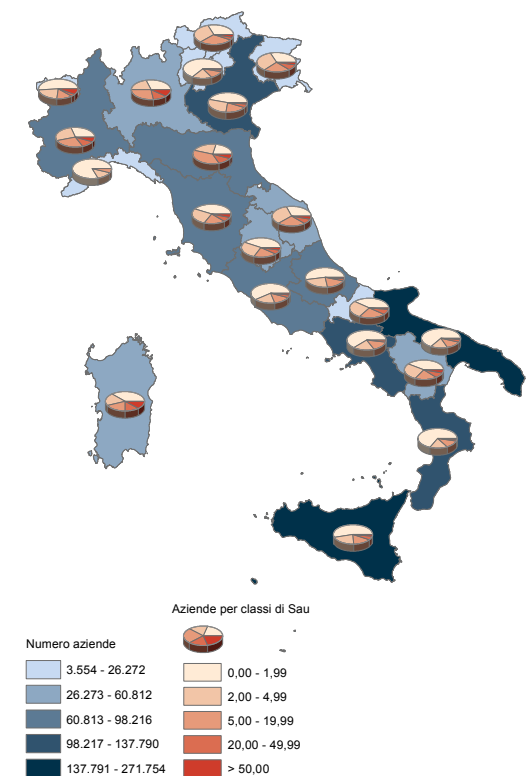 Aziende per classi di Sau
Numero aziende
3.554 - 26.272
26.273 - 60.812
60.813 - 98.216
98.217 - 137.790
137.791 - 271.754
0,00 - 1,99
2,00 - 4,99
5,00 - 19,99
20,00 - 49,99
> 50,00